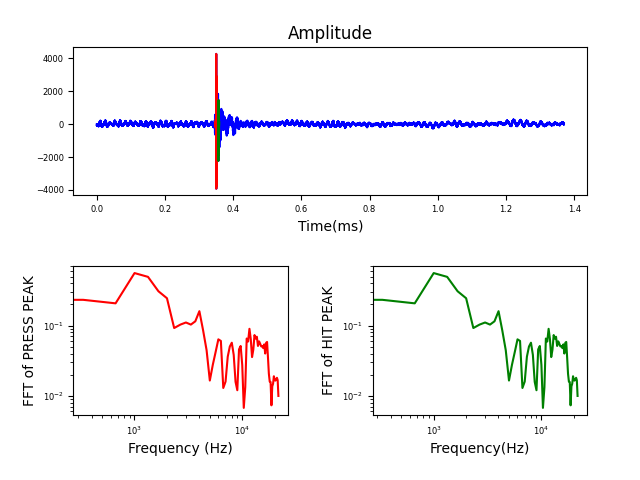 Amplitude
4000
2000
0
−2000
−4000
0.0 0.2 0.4 0.6 0.8 1.0 1.2 1.4
Time(ms)
FFT of PRESS PEAK
10⁻¹
10⁻²
10³ 10⁴
Frequency (Hz)
FFT of HIT PEAK
10⁻¹
10⁻²
10³ 10⁴
Frequency(Hz)